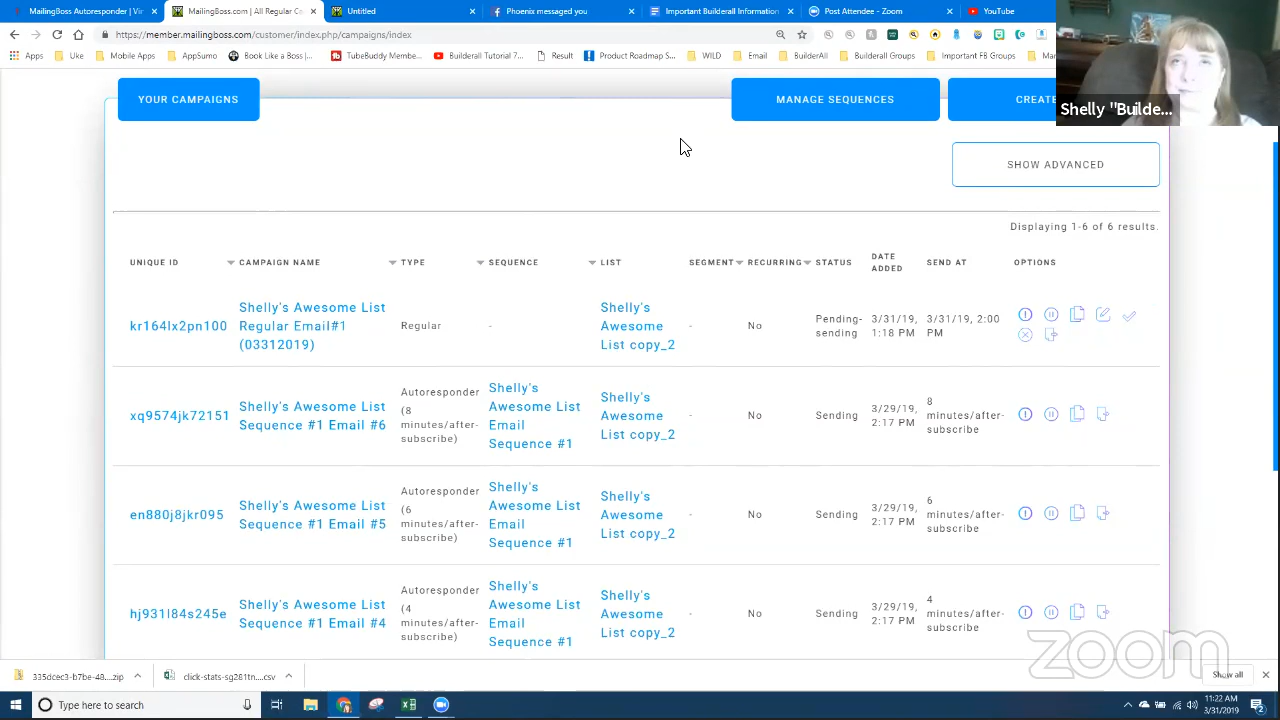 MailingBoss Autorespondr | Unir
MailingBoss.com | All Regular Ca
Untitled
Phoenix messaged you
Important Builderall Information
Post Attendee - Zoom
YouTube
https://member.mailingboss.com/customer/index.php/campaigns/index
Apps
Uke
Mobile Apps
AppSumo
Book Like a Boss |...
TableBuddy Membe...
Builderall Tutorial 7...
Result
Product Roadmap S...
WILD
Email
BuilderAll
Builderall Groups
Important FB Groups
Mar
YOUR CAMPAIGNS
MANAGE SEQUENCES
CREATE
Shelly "Builde...
SHOW ADVANCED
Displaying 1-6 of 6 results.
UNIQUE ID
CAMPAIGN NAME
TYPE
SEQUENCE
LIST
SEGMENT
RECURRING
STATUS
DATE
ADDED
SEND AT
OPTIONS
kr164lx2pn100
Shelly's Awesome List
Regular Email#1
(03312019)
Regular
-
Shelly's
Awesome
List copy_2
-
No
Pending-
sending
3/31/19,
1:18 PM
3/31/19, 2:00
PM
xq9574jk72151
Shelly's Awesome List
Sequence #1 Email #6
Autoresponder
(8
minutes/after-
subscribe)
Shelly's
Awesome List
Email
Sequence #1
Shelly's
Awesome
List copy_2
-
No
Sending
3/29/19,
2:17 PM
8
minutes/after-
subscribe
en880j8jkr095
Shelly's Awesome List
Sequence #1 Email #5
Autoresponder
(6
minutes/after-
subscribe)
Shelly's
Awesome List
Email
Sequence #1
Shelly's
Awesome
List copy_2
-
No
Sending
3/29/19,
2:17 PM
6
minutes/after-
subscribe
hj931l84s245e
Shelly's Awesome List
Sequence #1 Email #4
Autoresponder
(4
minutes/after-
subscribe)
Shelly's
Awesome List
Email
Sequence #1
Shelly's
Awesome
List copy_2
-
No
Sending
3/29/19,
2:17 PM
4
minutes/after-
subscribe
zoom
335dcec3-b7be-48....zip
click-stats-sg281tn....csv
Show all
Type here to search
11:22 AM
3/31/2019
2